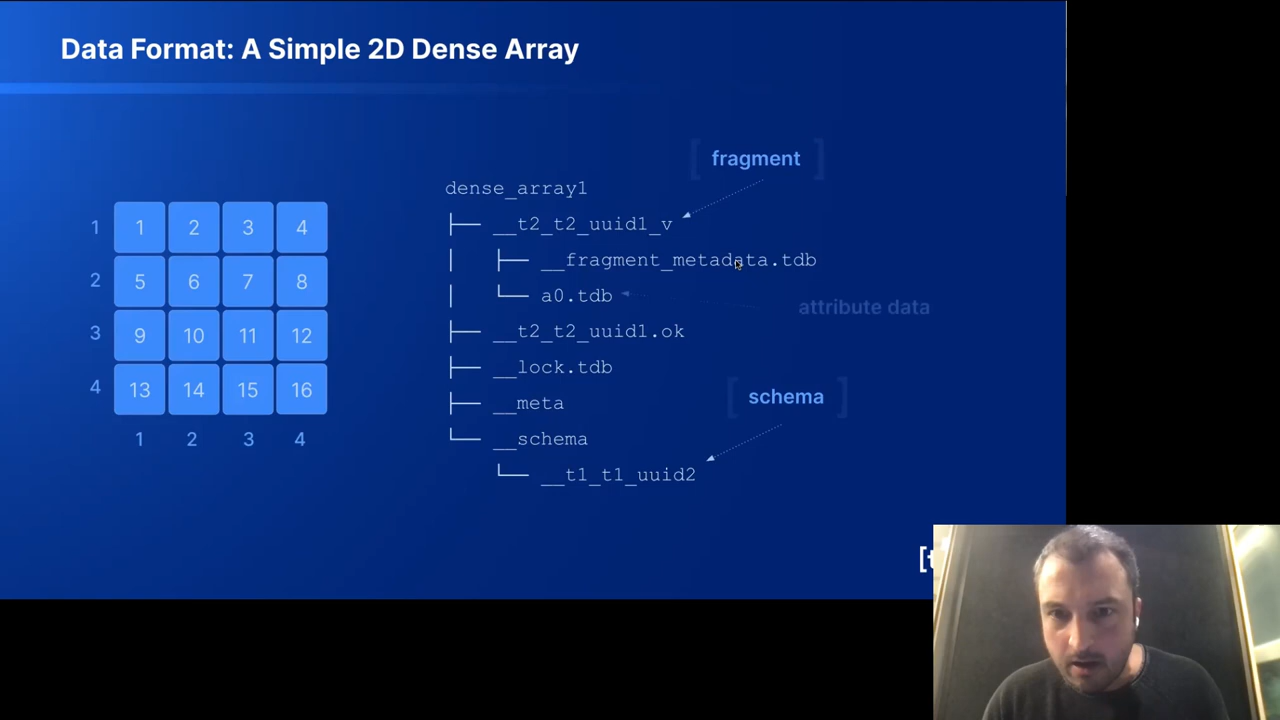 Data Format: A Simple 2D Dense Array
[ fragment ]
dense_array1
├── __t2_t2_uuid1_v
│ ├── __fragment_metadata.tdb
│ └── a0.tdb
attribute data
├── __t2_t2_uuid1.ok
├── __lock.tdb
├── __meta
└── __schema
└── __t1_t1_uuid2
[ schema ]
1 1 2 3 4
2 5 6 7 8
3 9 10 11 12
4 13 14 15 16
1 2 3 4
[t